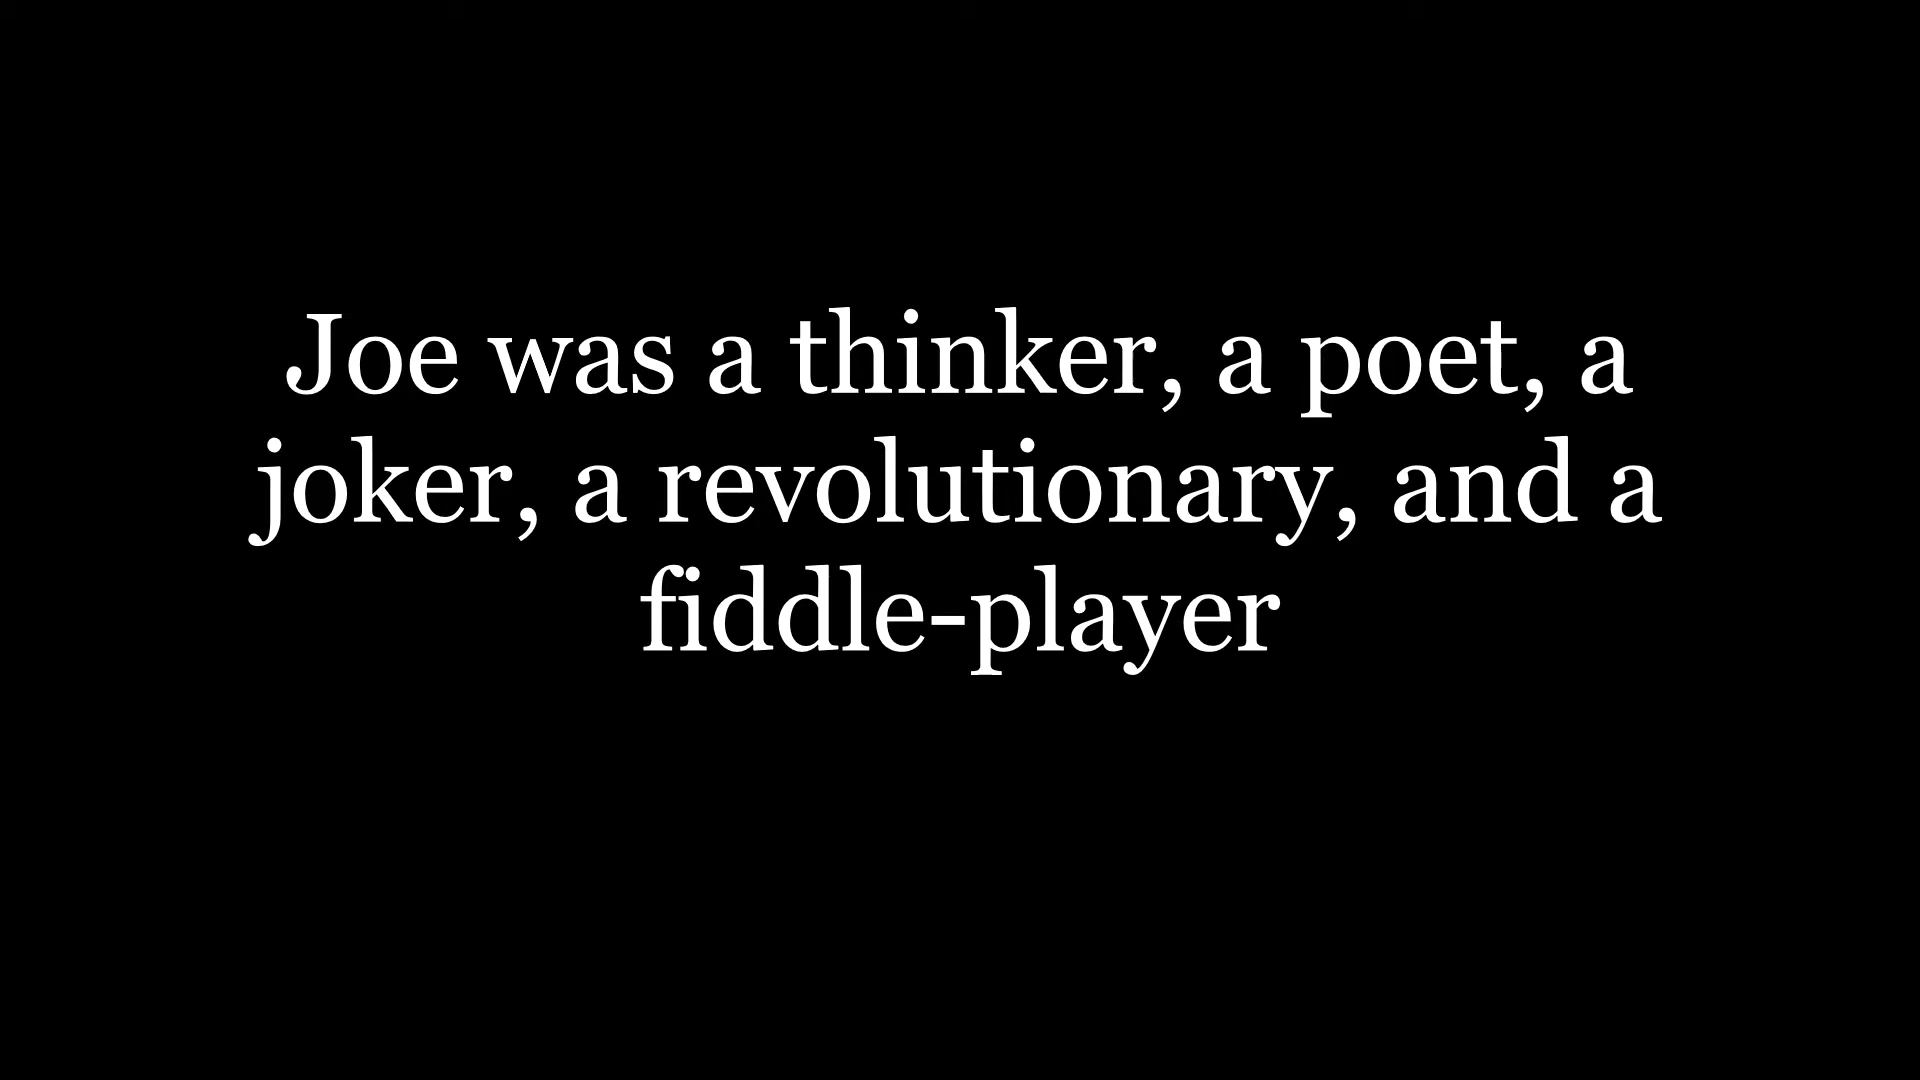 Joe was a thinker, a poet, a
joker, a revolutionary, and a
fiddle-player